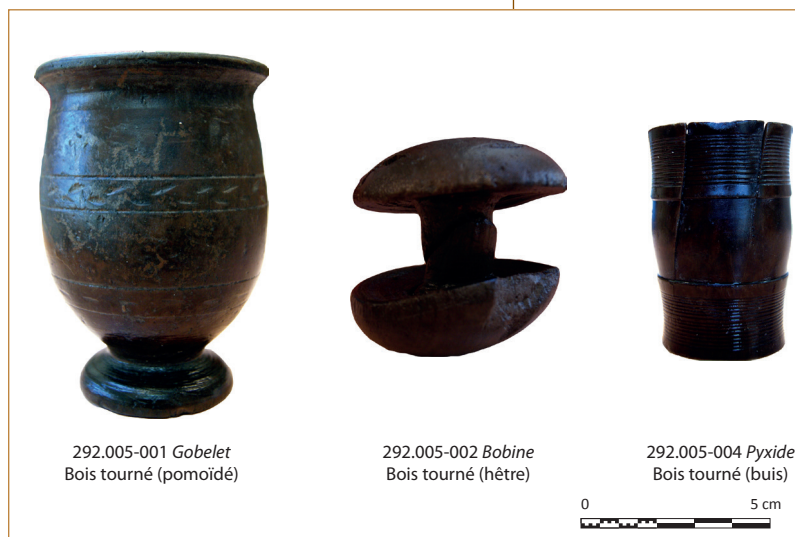 292.005-001 Gobelet
Bois tourné (pomoïdé)
292.005-002 Bobine
Bois tourné (hêtre)
292.005-004 Pyxide
Bois tourné (buis)
0 5 cm